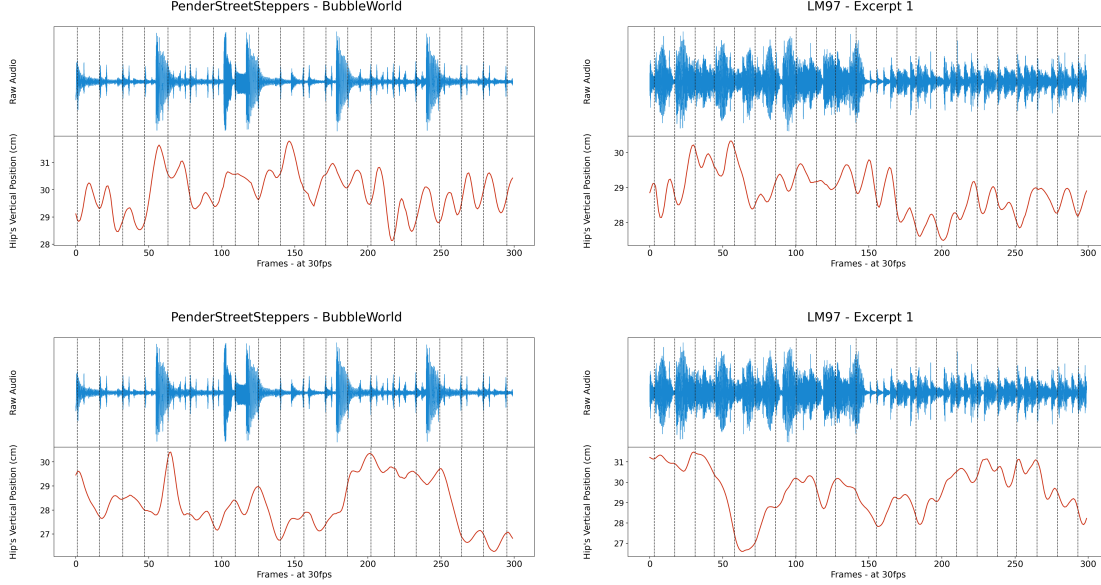 PenderStreetSteppers - BubbleWorld
Raw Audio
Hip's Vertical Position (cm)
31
30
29
28
0 50 100 150 200 250 300
Frames - at 30fps
LM97 - Excerpt 1
Raw Audio
Hip's Vertical Position (cm)
30
29
28
0 50 100 150 200 250 300
Frames - at 30fps
PenderStreetSteppers - BubbleWorld
Raw Audio
Hip's Vertical Position (cm)
30
29
28
27
0 50 100 150 200 250 300
Frames - at 30fps
LM97 - Excerpt 1
Raw Audio
Hip's Vertical Position (cm)
31
30
29
28
27
0 50 100 150 200 250 300
Frames - at 30fps